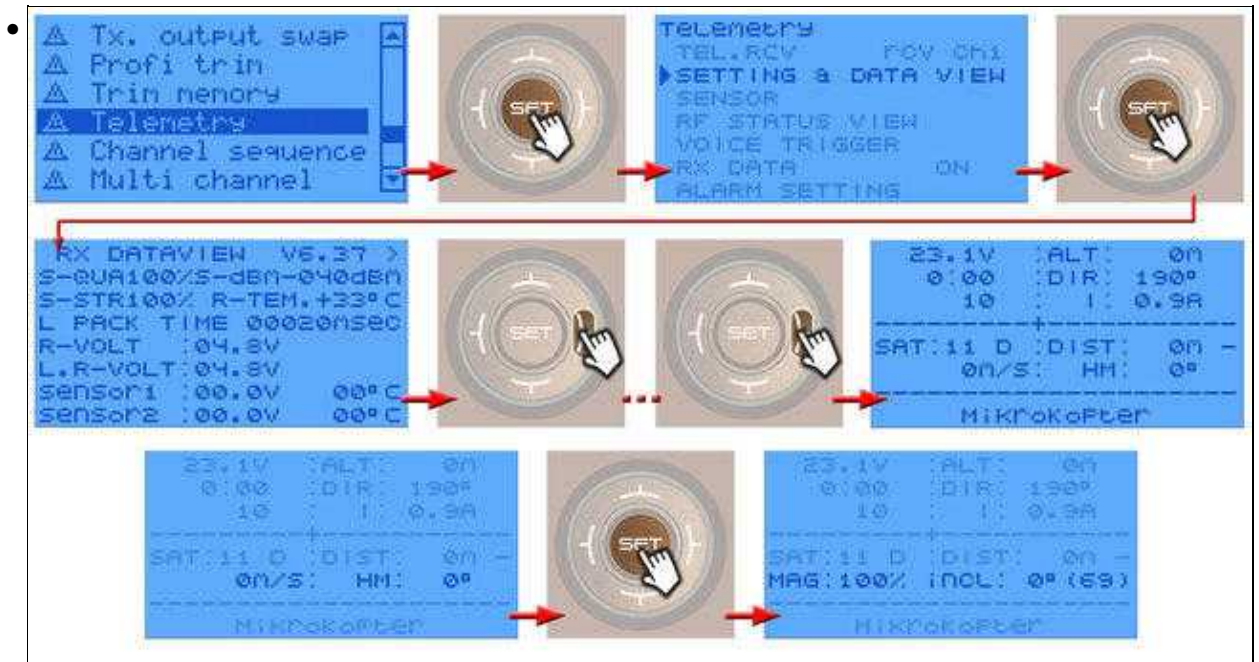 Tx. output swap
Profi trim
Trim memory
Telemetry
Channel sequence
Multi channel
SET
Telemetry
TEL.RCV rcv Ch1
SETTING & DATA VIEW
SENSOR
RF STATUS VIEW
VOICE TRIGGER
RX DATA ON
ALARM SETTING
SET
RX DATAVIEW V6.37 >
S-QUA100%S-dBm-040dBm
S-STR100% R-TEM.+33°C
L PACK TIME 00020msec
R-VOLT :04.8V
L.R-VOLT:04.8V
Sensor1 :00.0V 00°C
Sensor2 :00.0V 00°C
SET
...
SET
23.1V :ALT: 0m
0:00 :DIR: 190°
10 : I: 0.9A
SAT:11 D :DIST: 0m -
0m/s: HM: 0°
MikroKopter
23.1V :ALT: 0m
0:00 :DIR: 190°
10 : I: 0.9A
SAT:11 D :DIST: 0m -
0m/s: HM: 0°
MikroKopter
SET
23.1V :ALT: 0m
0:00 :DIR: 190°
10 : I: 0.9A
SAT:11 D :DIST: 0m -
MAG:100% incl: 0°(69)
MikroKopter